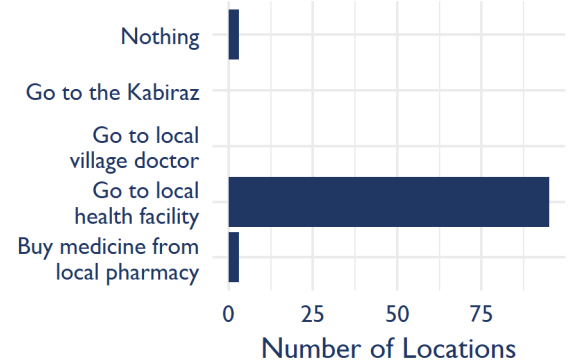 Nothing
Go to the Kabiraz
Go to local
village doctor
Go to local
health facility
Buy medicine from
local pharmacy
0 25 50 75
Number of Locations